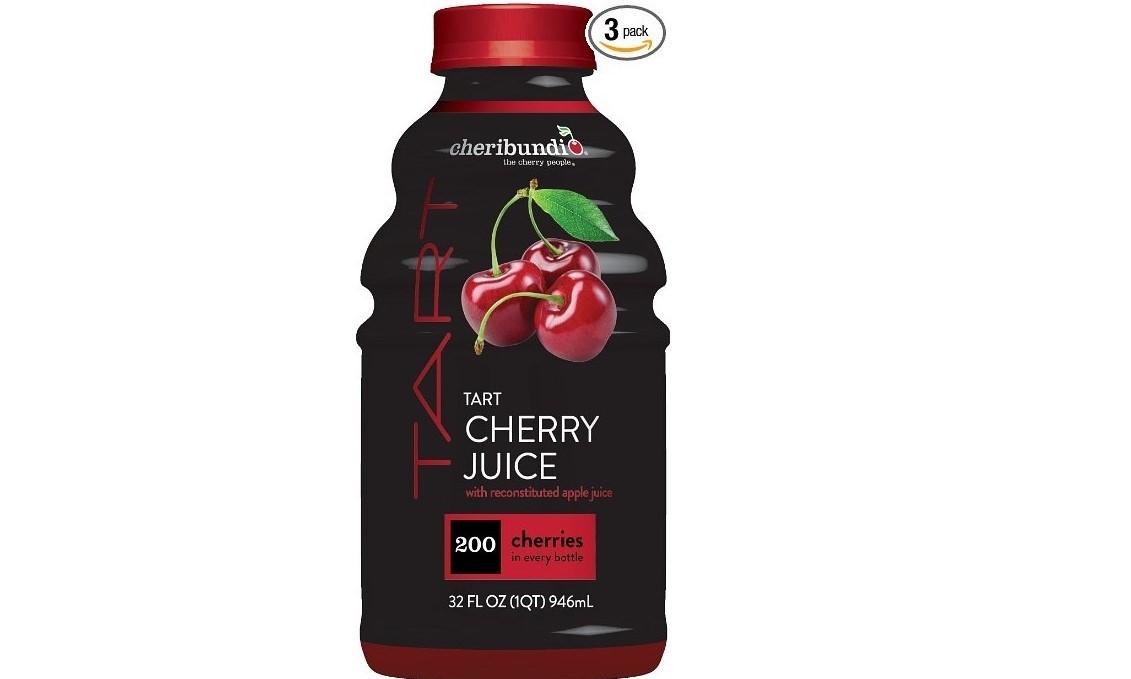 3 pack
cheribundi
the cherry people
TART
TART
CHERRY
JUICE
with reconstituted apple juice
200 cherries
in every bottle
32 FL OZ (1QT) 946mL